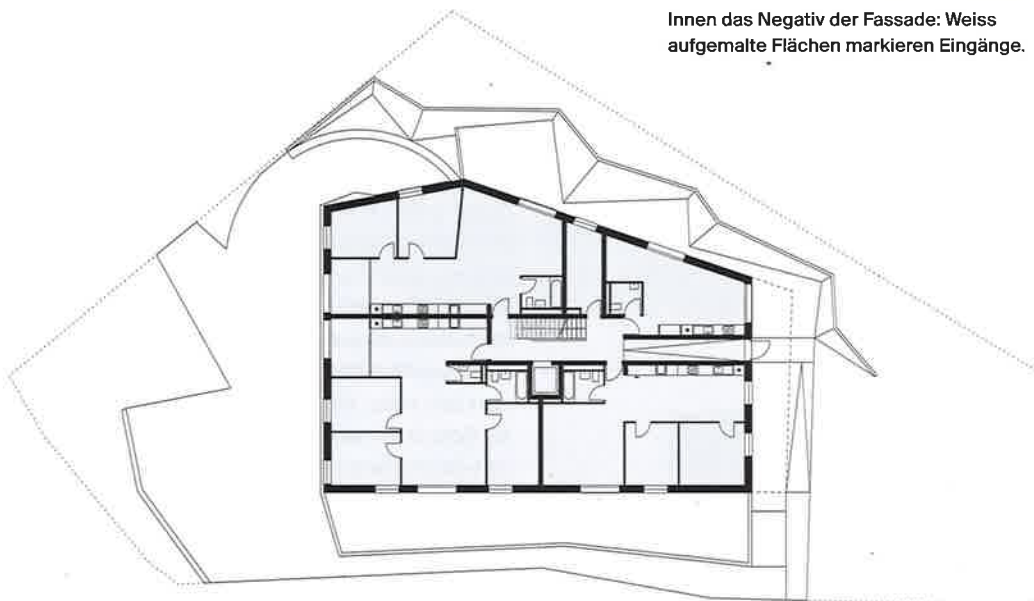 Innen das Negativ der Fassade: Weiss
aufgemalte Flächen markieren Eingänge.